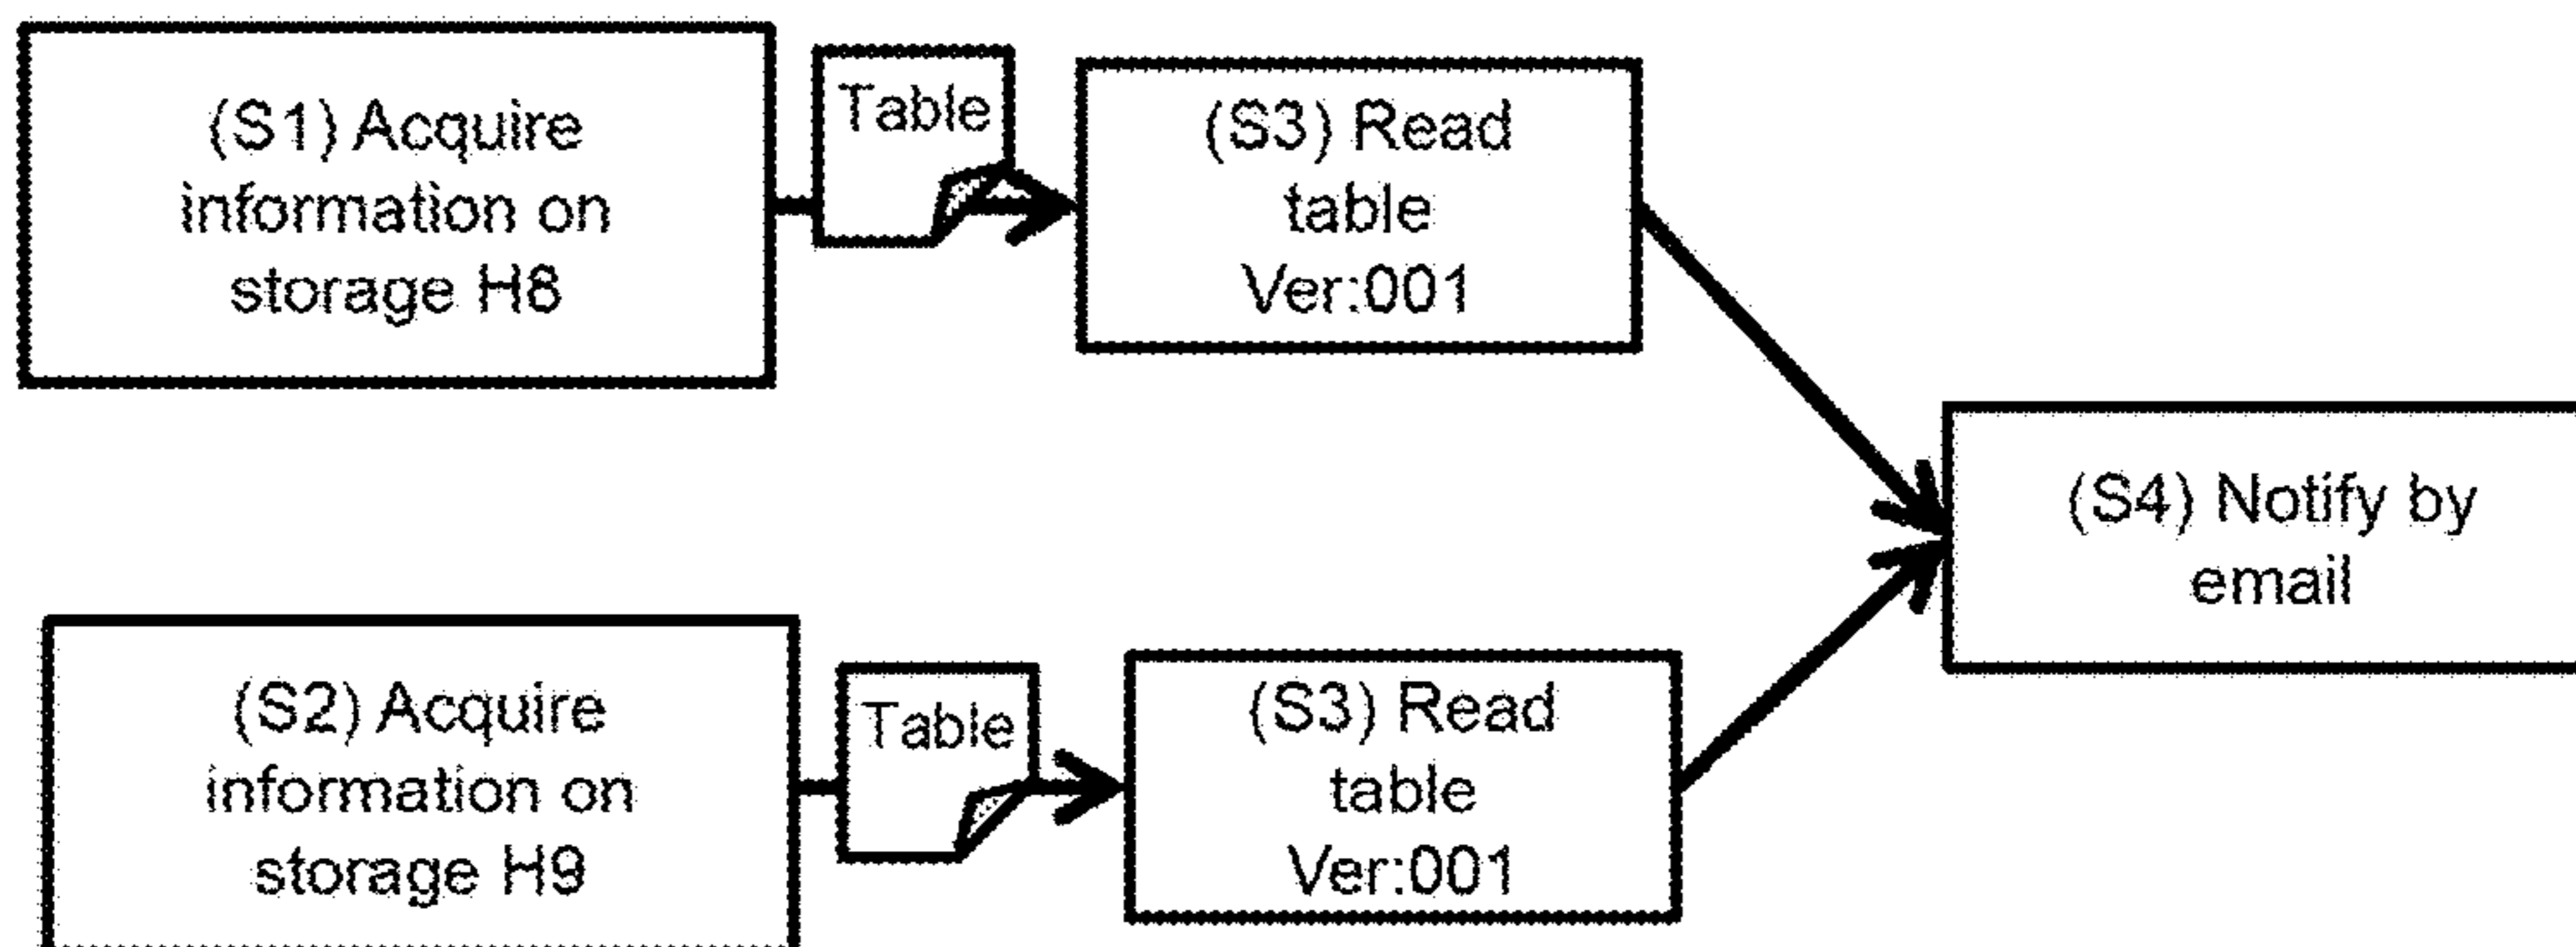 (S1) Acquire
information on
storage H8
Table
(S3) Read
table
Ver:001
(S4) Notify by
email
(S2) Acquire
information on
storage H9
Table
(S3) Read
table
Ver:001